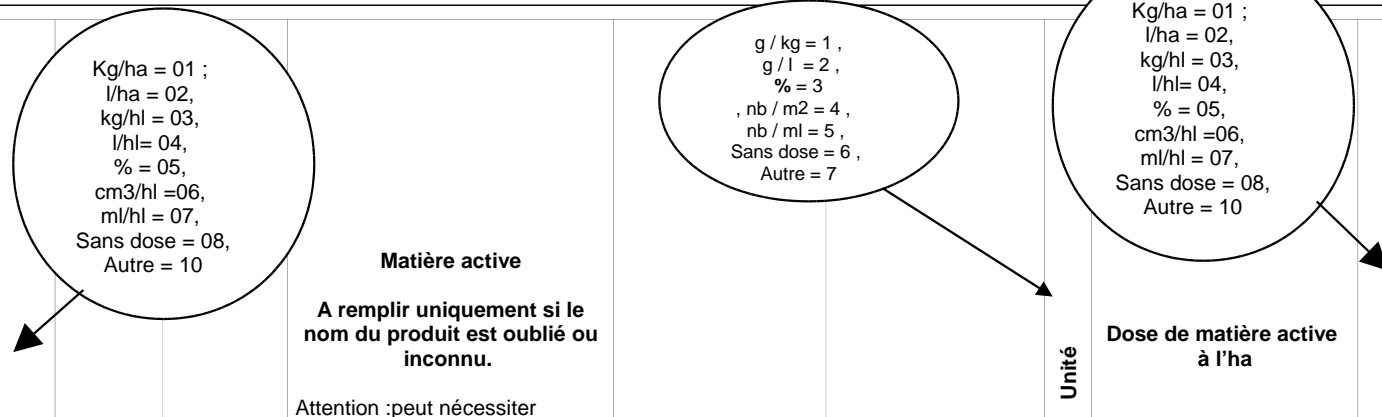 Kg/ha = 01 ;
l/ha = 02,
kg/hl = 03,
l/hl= 04,
% = 05,
cm3/hl =06,
ml/hl = 07,
Sans dose = 08,
Autre = 10
Matière active
A remplir uniquement si le
nom du produit est oublié ou
inconnu.
Attention :peut nécessiter
g / kg = 1 ,
g / l = 2 ,
% = 3
, nb / m2 = 4 ,
nb / ml = 5 ,
Sans dose = 6 ,
Autre = 7
Unité
Kg/ha = 01 ;
l/ha = 02,
kg/hl = 03,
l/hl= 04,
% = 05,
cm3/hl =06,
ml/hl = 07,
Sans dose = 08,
Autre = 10
Dose de matière active
à l’ha